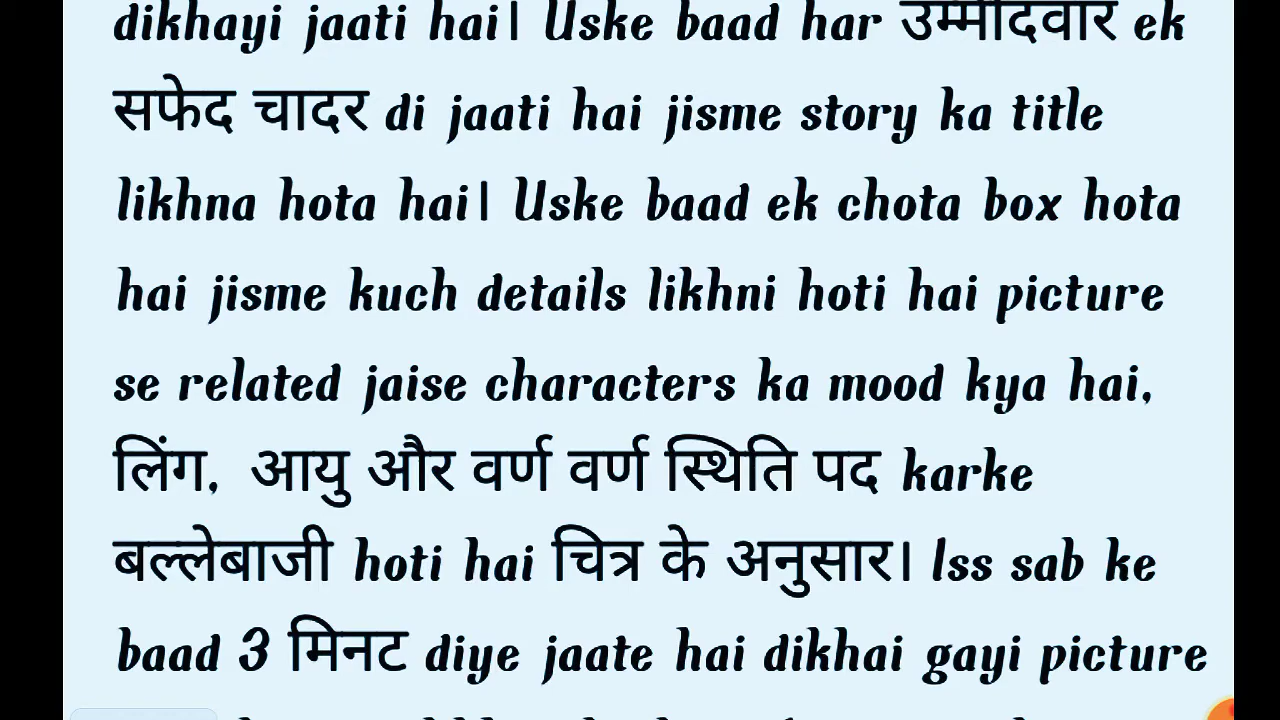 dikhayi jaati hai। Uske baad har उम्मीदवार ek
सफेद चादर di jaati hai jisme story ka title
likhna hota hai। Uske baad ek chota box hota
hai jisme kuch details likhni hoti hai picture
se related jaise characters ka mood kya hai,
लिंग, आयु और वर्ण वर्ण स्थिति पद karke
बल्लेबाजी hoti hai चित्र के अनुसार। Iss sab ke
baad 3 मिनट diye jaate hai dikhai gayi picture